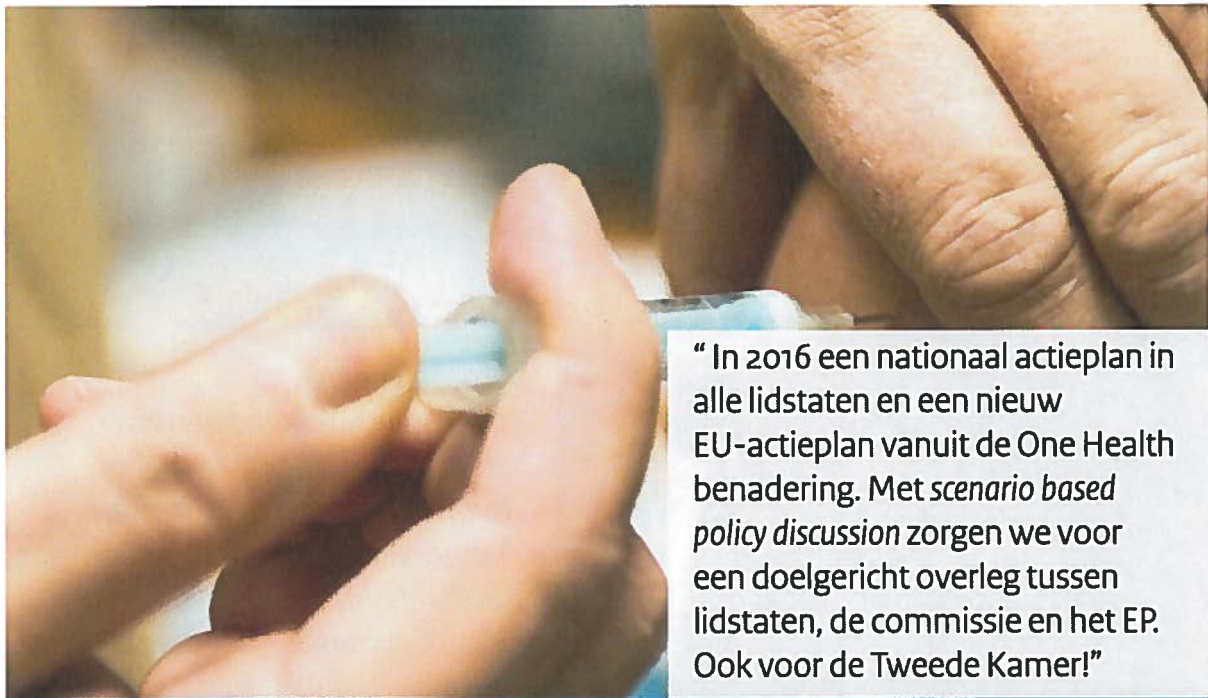 “ In 2016 een nationaal actieplan in
alle lidstaten en een nieuw
EU-actieplan vanuit de One Health
benadering. Met scenario based
policy discussion zorgen we voor
een doelgericht overleg tussen
lidstaten, de commissie en het EP.
Ook voor de Tweede Kamer!”